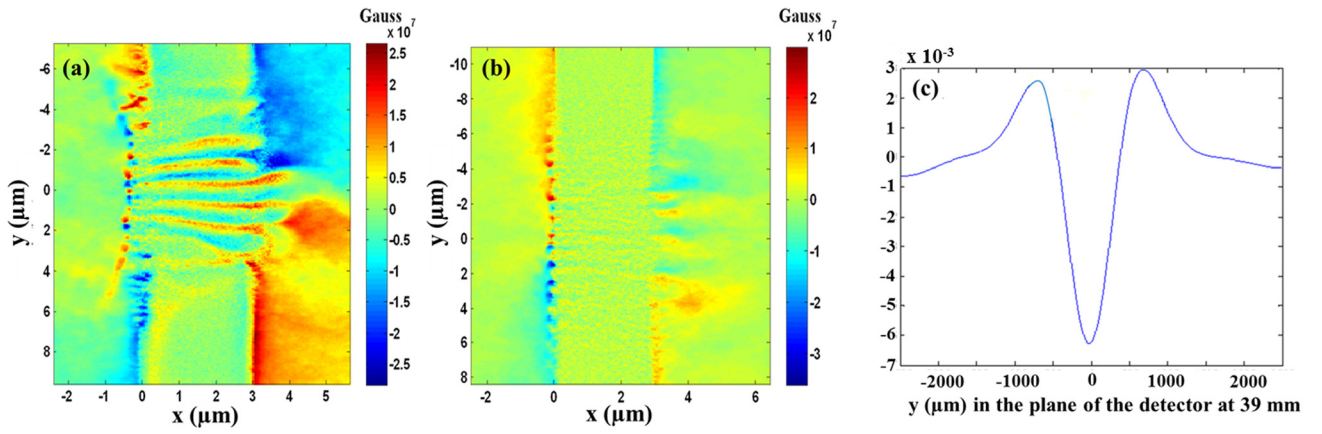 Gauss
x 10⁷
(a)
2.5
2
1.5
1
0.5
0
-0.5
-1
-1.5
-2
-2.5
-6
-4
-2
0
2
4
6
8
y (μm)
-2 -1 0 1 2 3 4 5
x (μm)
Gauss
x 10⁷
(b)
2
1
0
-1
-2
-3
-10
-8
-6
-4
-2
0
2
4
6
8
y (μm)
-2 0 2 4 6
x (μm)
x 10⁻³
(c)
3
2
1
0
-1
-2
-3
-4
-5
-6
-7
-2000 -1000 0 1000 2000
y (μm) in the plane of the detector at 39 mm